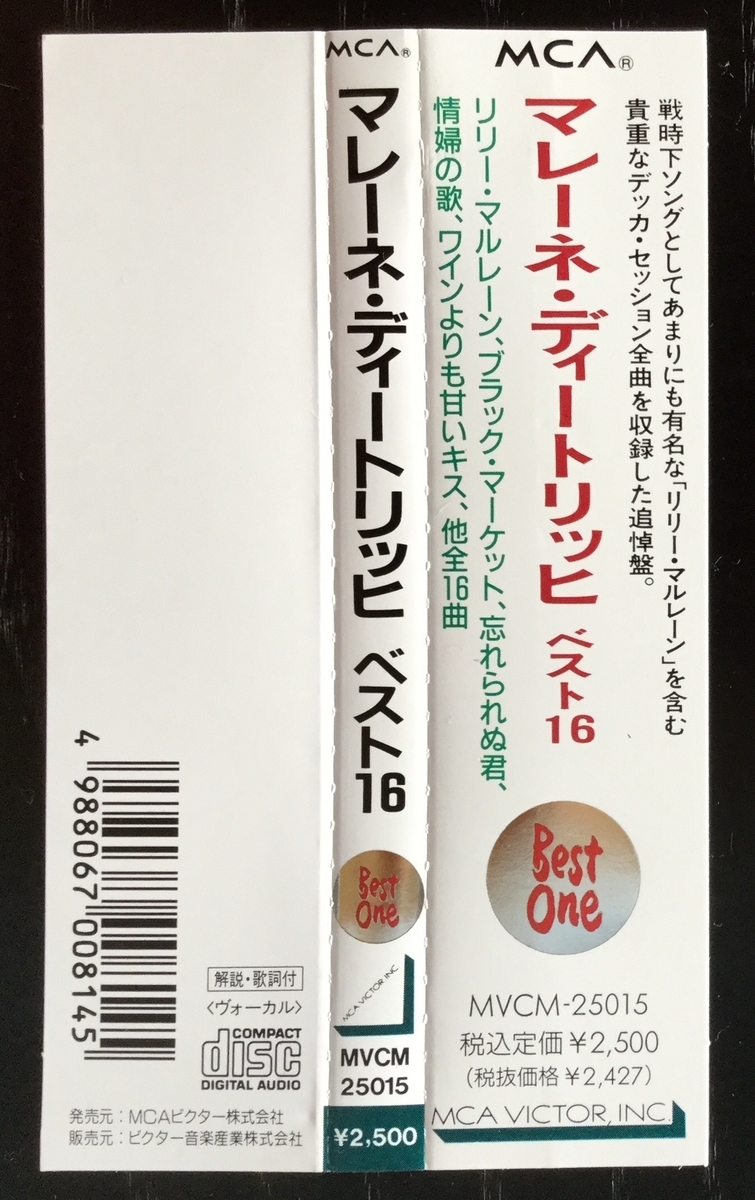 MCA®
戦時下ソングとしてあまりにも有名な「リリー・マルレーン」を含む
貴重なデッカ・セッション全曲を収録した追悼盤。
マレーネ・ディートリッヒ ベスト16
リリー・マルレーン、ブラック・マーケット、忘れられぬ君、
情婦の歌、ワインよりも甘いキス、他全16曲
Best
One
MVCM-25015
税込定価¥2,500
(税抜価格¥2,427)
MCA VICTOR, INC.
MCA®
マレーネ・ディートリッヒ ベスト16
Best
One
MCA VICTOR INC.
MVCM
25015
¥2,500
4 988067 008145
解説・歌詞付
〈ヴォーカル〉
COMPACT
disc
DIGITAL AUDIO
発売元:MCAビクター株式会社
販売元:ビクター音楽産業株式会社